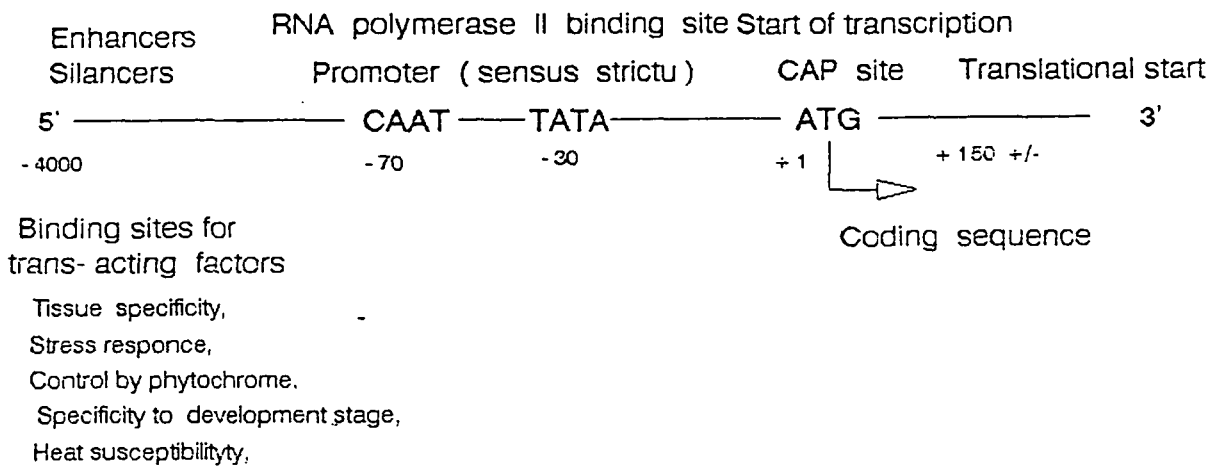 Enhancers RNA polymerase II binding site Start of transcription
Silancers Promoter ( sensus strictu ) CAP site Translational start
5' CAAT TATA ATG 3'
- 4000 - 70 - 30 ÷ 1 + 150 +/-
Binding sites for
trans- acting factors
Coding sequence
Tissue specificity,
Stress responce,
Control by phytochrome.
Specificity to development stage,
Heat susceptibilityty,